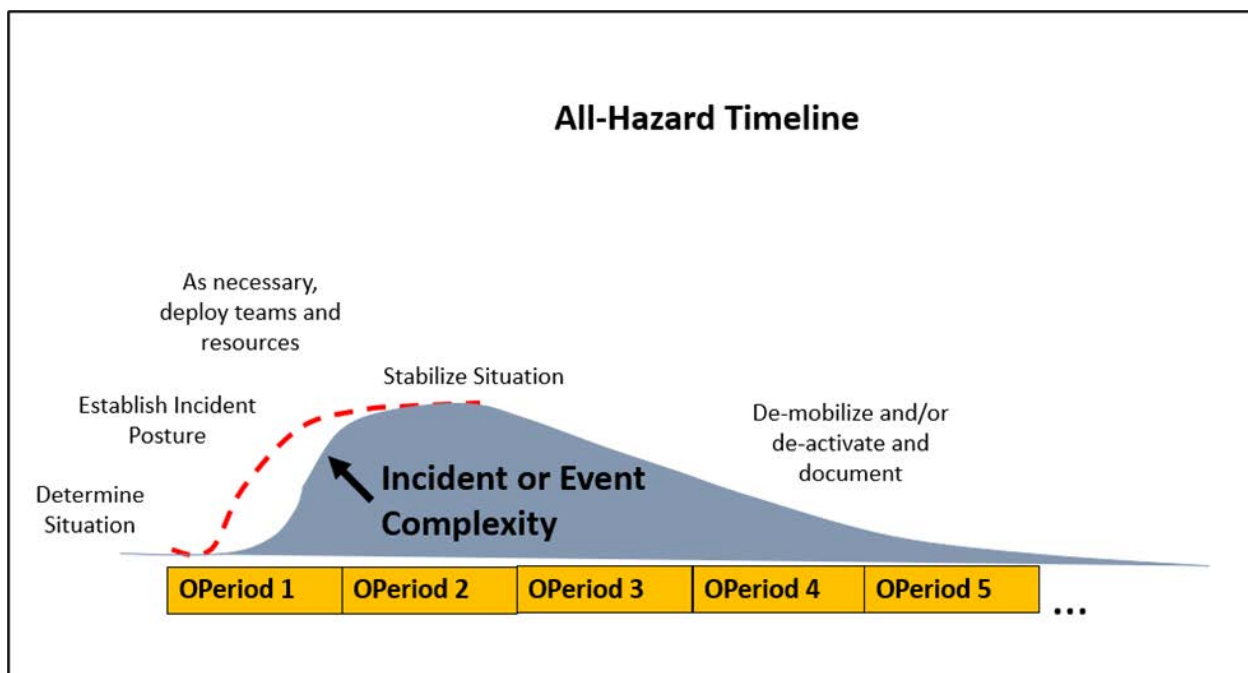 All-Hazard Timeline
As necessary,
deploy teams and
resources
Stabilize Situation
Establish Incident
Posture
De-mobilize and/or
de-activate and
document
Determine
Situation
Incident or Event
Complexity
OPeriod 1
OPeriod 2
OPeriod 3
OPeriod 4
OPeriod 5
...